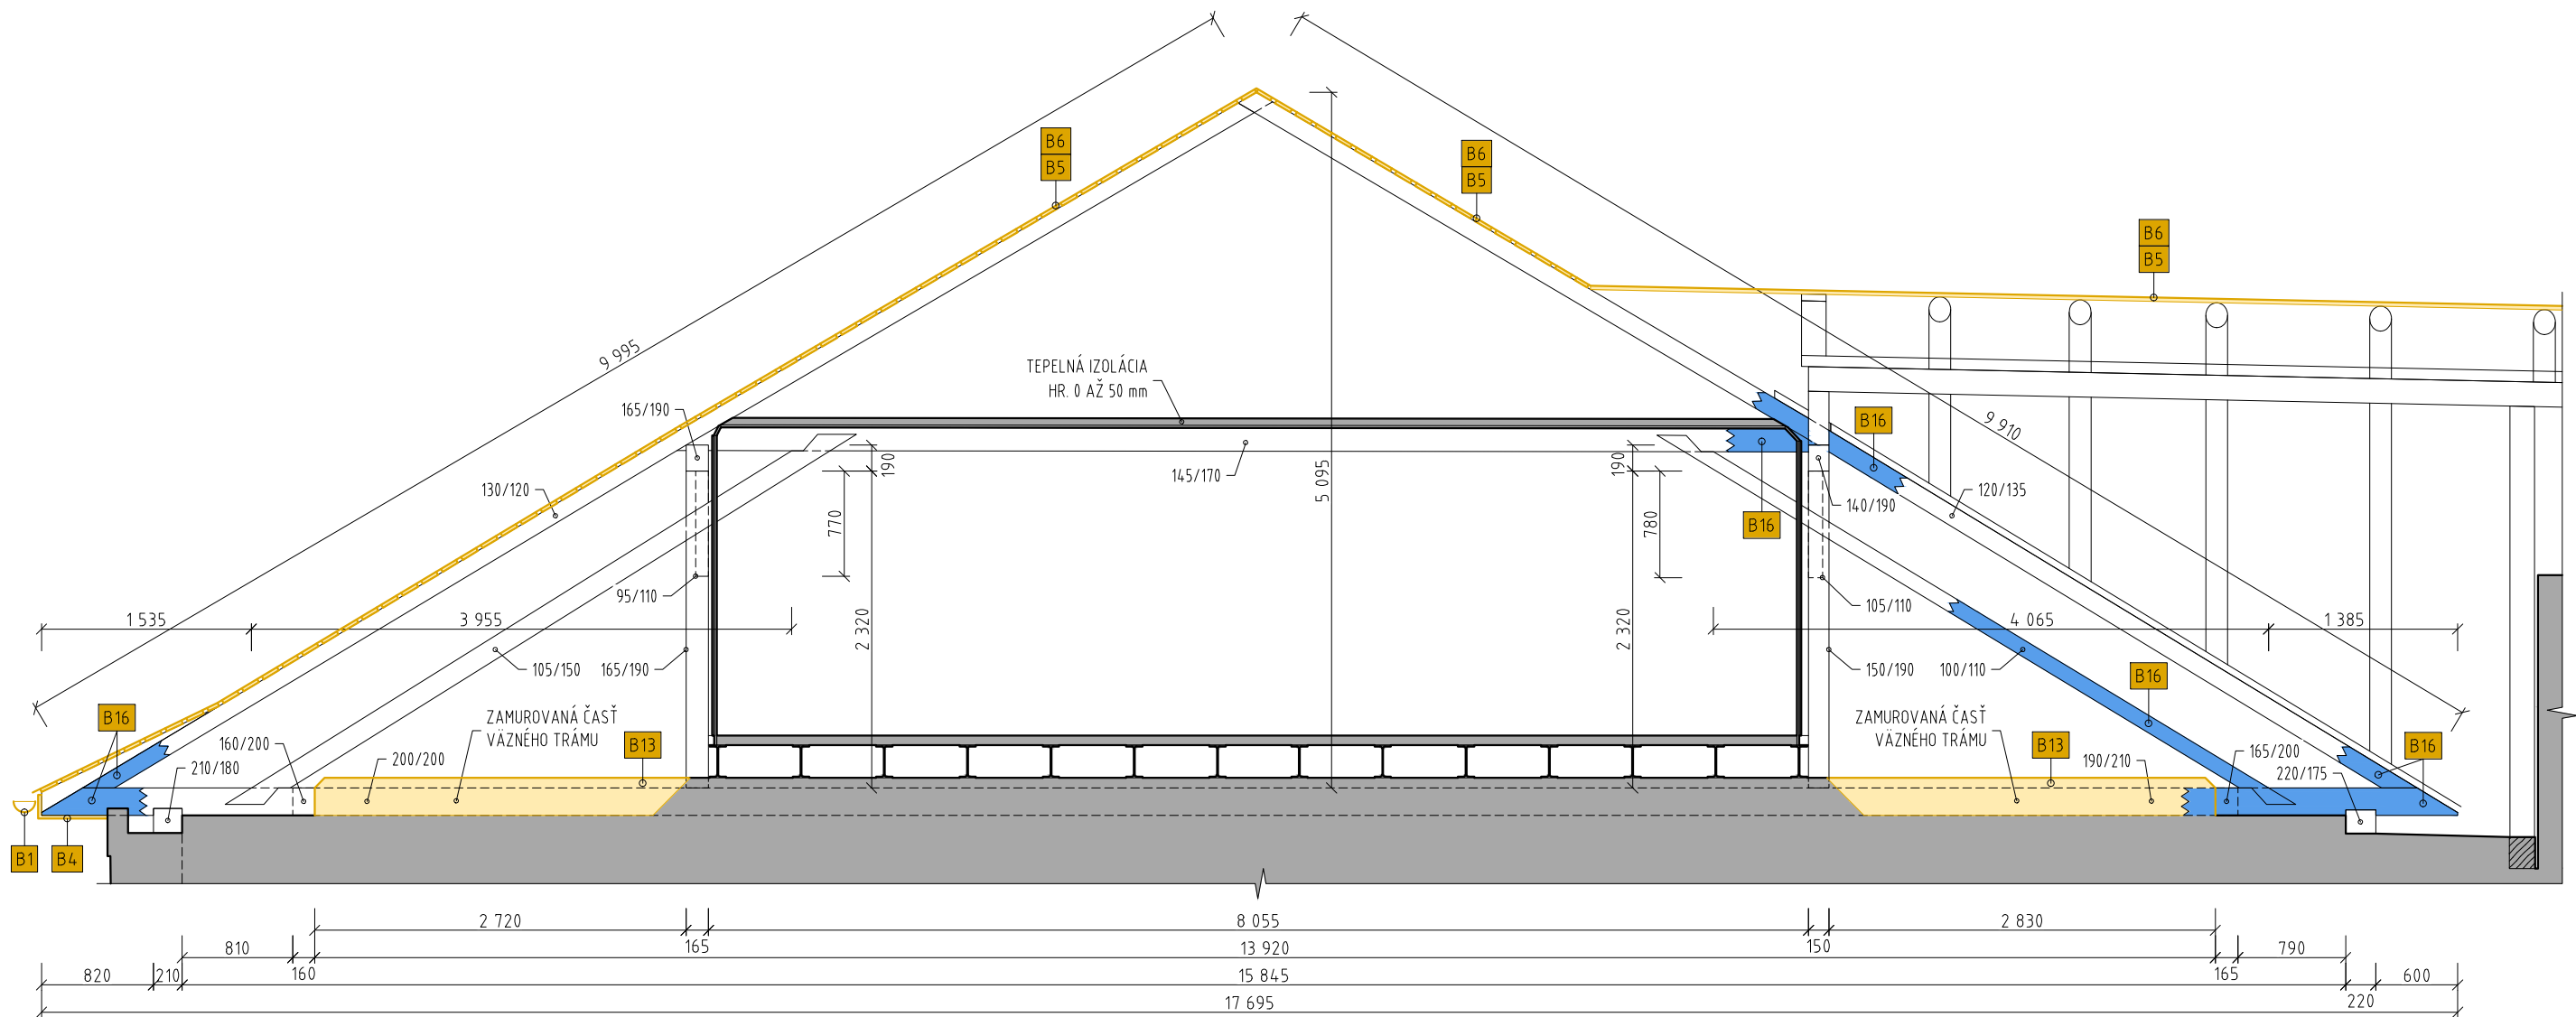 B6
B5
B6
B5
B6
B5
9 995
TEPELNÁ IZOLÁCIA
HR. 0 AŽ 50 mm
165/190
9 910
B16
190
145/170
5 095
190
130/120
140/190
120/135
770
B16
780
95/110
105/110
1 535
3 955
2 320
2 320
4 065
1 385
105/150
165/190
150/190
100/110
B16
B16
ZAMUROVANÁ ČASŤ
VÄZNÉHO TRÁMU
ZAMUROVANÁ ČASŤ
VÄZNÉHO TRÁMU
160/200
B13
B13
B16
210/180
200/200
190/210
165/200
220/175
B1
B4
2 720
8 055
2 830
165
150
810
13 920
790
160
165
820
210
15 845
600
220
17 695